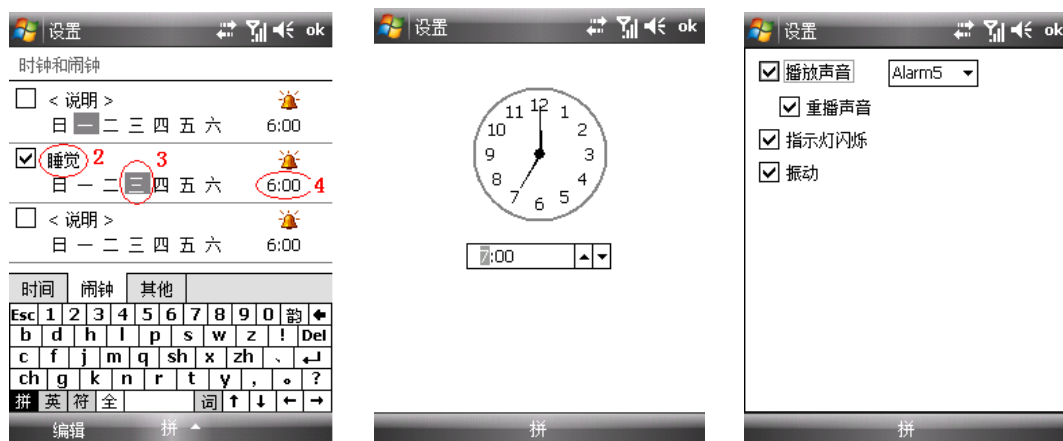 设置 ok
时钟和闹钟
< 说明 >
日 一 二 三 四 五 六 6:00
睡觉 2 3
日 一 二 三 四 五 六 6:00 4
< 说明 >
日 一 二 三 四 五 六 6:00
时间 闹钟 其他
Esc 1 2 3 4 5 6 7 8 9 0 韵
b d h l p s w z ! Del
c f j m q sh x zh 、
ch g k n r t y , 。 ?
拼 英 符 全 词 ↑ ↓ ← →
编辑 拼
设置 ok
11 12 1
10 2
9 3
8 4
7 6 5
7:00
拼
设置 ok
播放声音 Alarm5
重播声音
指示灯闪烁
振动
拼